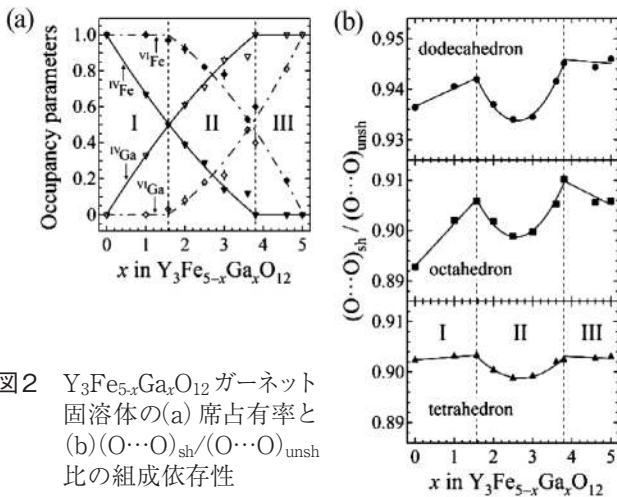 (a)
1.0
0.8
0.6
0.4
0.2
0
Occupancy parameters
ⱽᴵFe
ᴵⱽFe
ᴵⱽGa
ⱽᴵGa
I
II
III
0 1 2 3 4 5
x in Y₃Fe₅₋ₓGaₓO₁₂
図2 Y₃Fe₅₋ₓGaₓO₁₂ ガーネット
固溶体の(a) 席占有率と
(b)(O⋯O)sh/(O⋯O)unsh
比の組成依存性
(b)
(O⋯O)sh / (O⋯O)unsh
0.95
dodecahedron
0.94
0.93
0.91
0.90
octahedron
0.89
0.91
I II III
0.90
0.89
tetrahedron
0 1 2 3 4 5
x in Y₃Fe₅₋ₓGaₓO₁₂